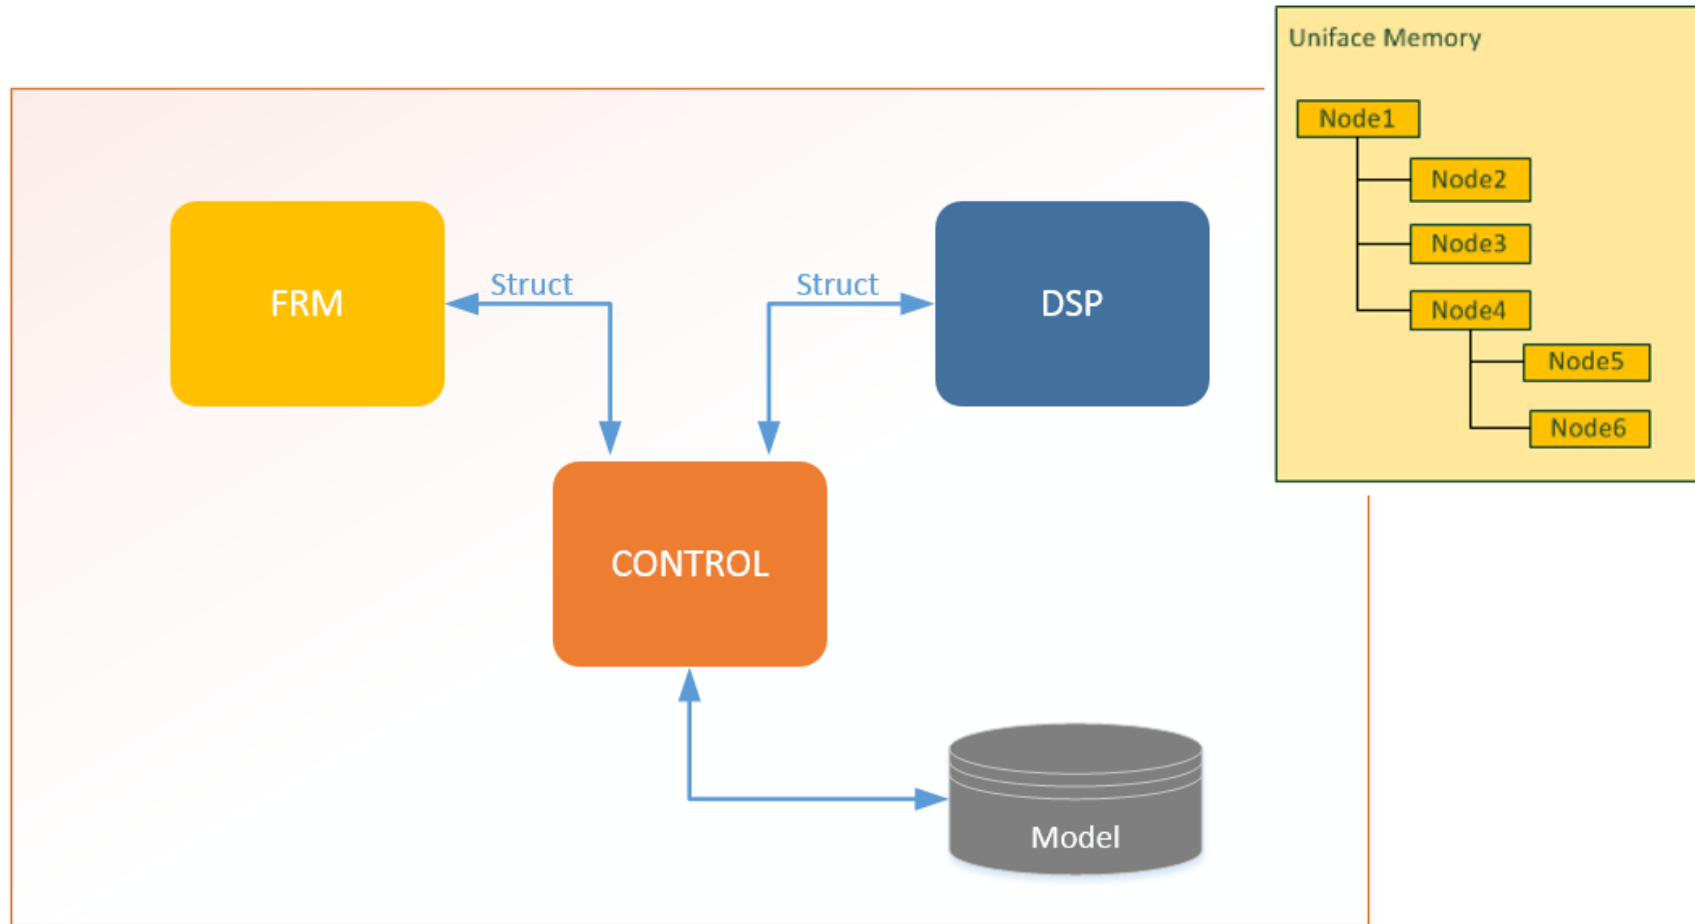 Uniface Memory
Node1
Node2
Node3
Node4
Node5
Node6
FRM
Struct
Struct
DSP
CONTROL
Model